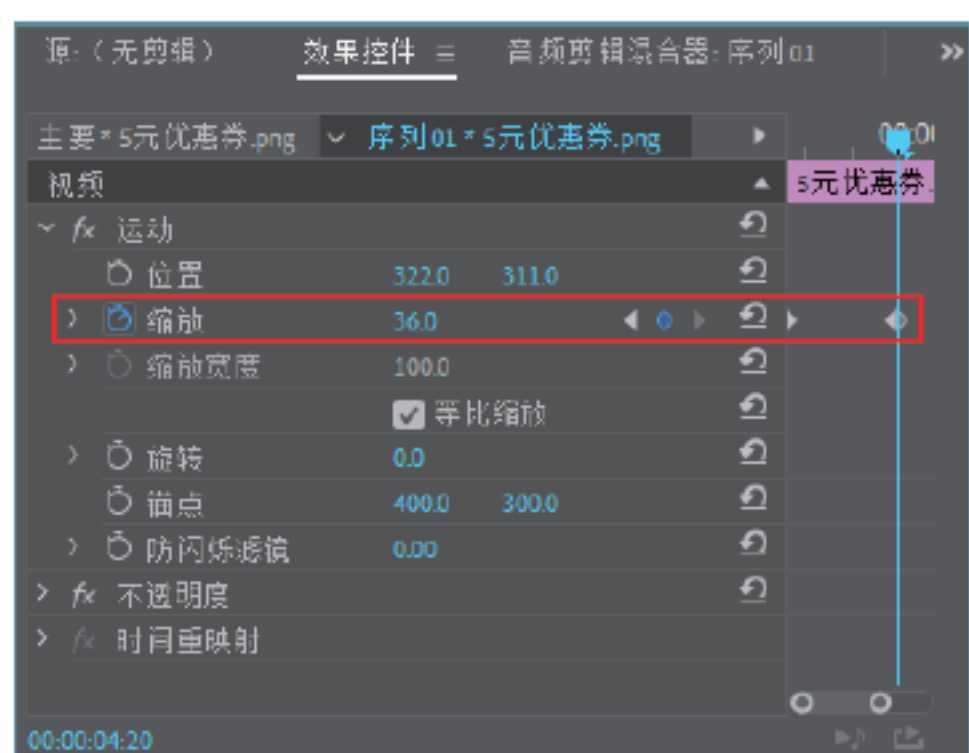 源:（无剪辑） 效果控件 音频剪辑混合器:序列01
主要*5元优惠券.png 序列01*5元优惠券.png
视频 5元优惠券.
fx 运动
位置 322.0 311.0
缩放 36.0
缩放宽度 100.0
等比缩放
旋转 0.0
锚点 400.0 300.0
防闪烁滤镜 0.00
fx 不透明度
fx 时间重映射
00:00:04:20